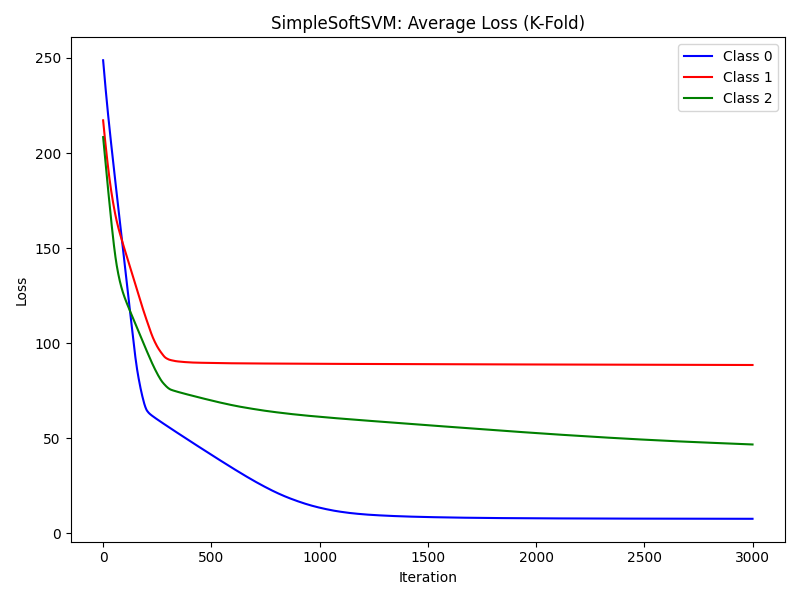 SimpleSoftSVM: Average Loss (K-Fold)
Class 0
Class 1
Class 2
Loss
250
200
150
100
50
0
0 500 1000 1500 2000 2500 3000
Iteration